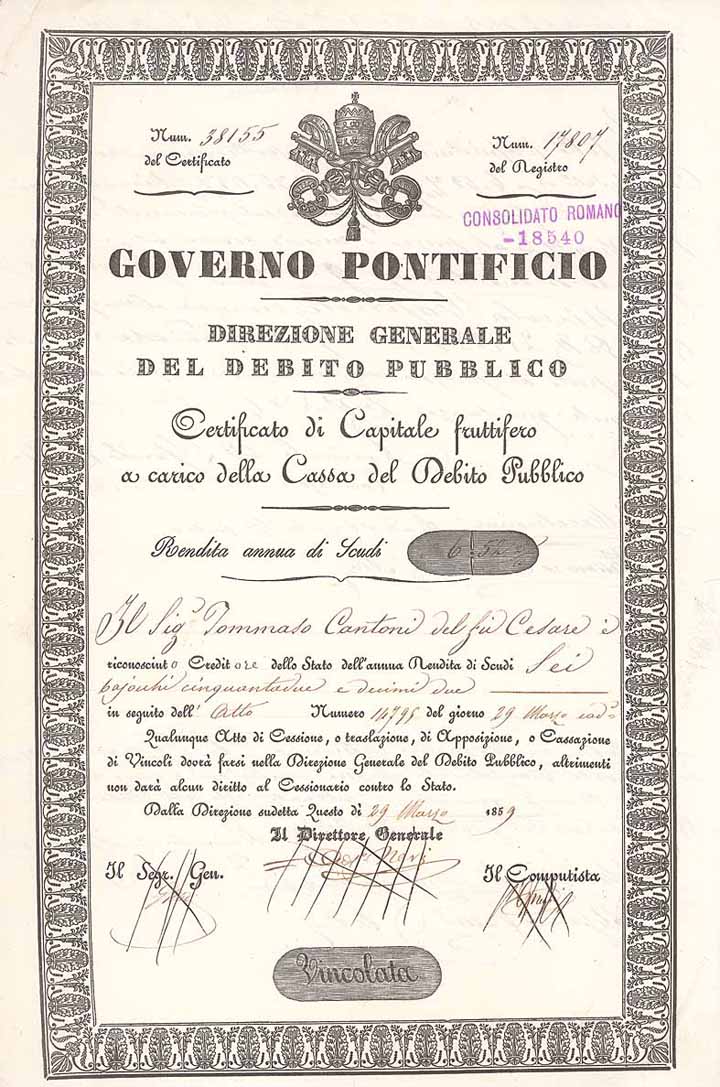 Num. 38155
del Certificato
Num. 17807
del Registro
CONSOLIDATO ROMANO
-18540
GOVERNO PONTIFICIO
DIREZIONE GENERALE
DEL DEBITO PUBBLICO
Certificato di Capitale fruttifero
a carico della Cassa del Debito Pubblico
Rendita annua di Scudi 6 52
Il Sig.r Tommaso Cantoni del fù Cesare è
riconosciuto Creditore dello Stato dell'annua Rendita di Scudi Sei
bajocchi cinquantadue e decimi due
in seguito dell' Atto Numero 14795 del giorno 29 Marzo cad.o
Qualunque Atto di Cessione, o traslazione, di Apposizione, o Cassazione
di Vincoli dovrà farsi nella Direzione Generale del Debito Pubblico, altrimenti
non darà alcun diritto al Cessionario contro lo Stato.
Dalla Direzione sudetta Questo dì 29 Marzo 1859
Il Direttore Generale
Il Segr. Gen.
Il Computista
Vincolata